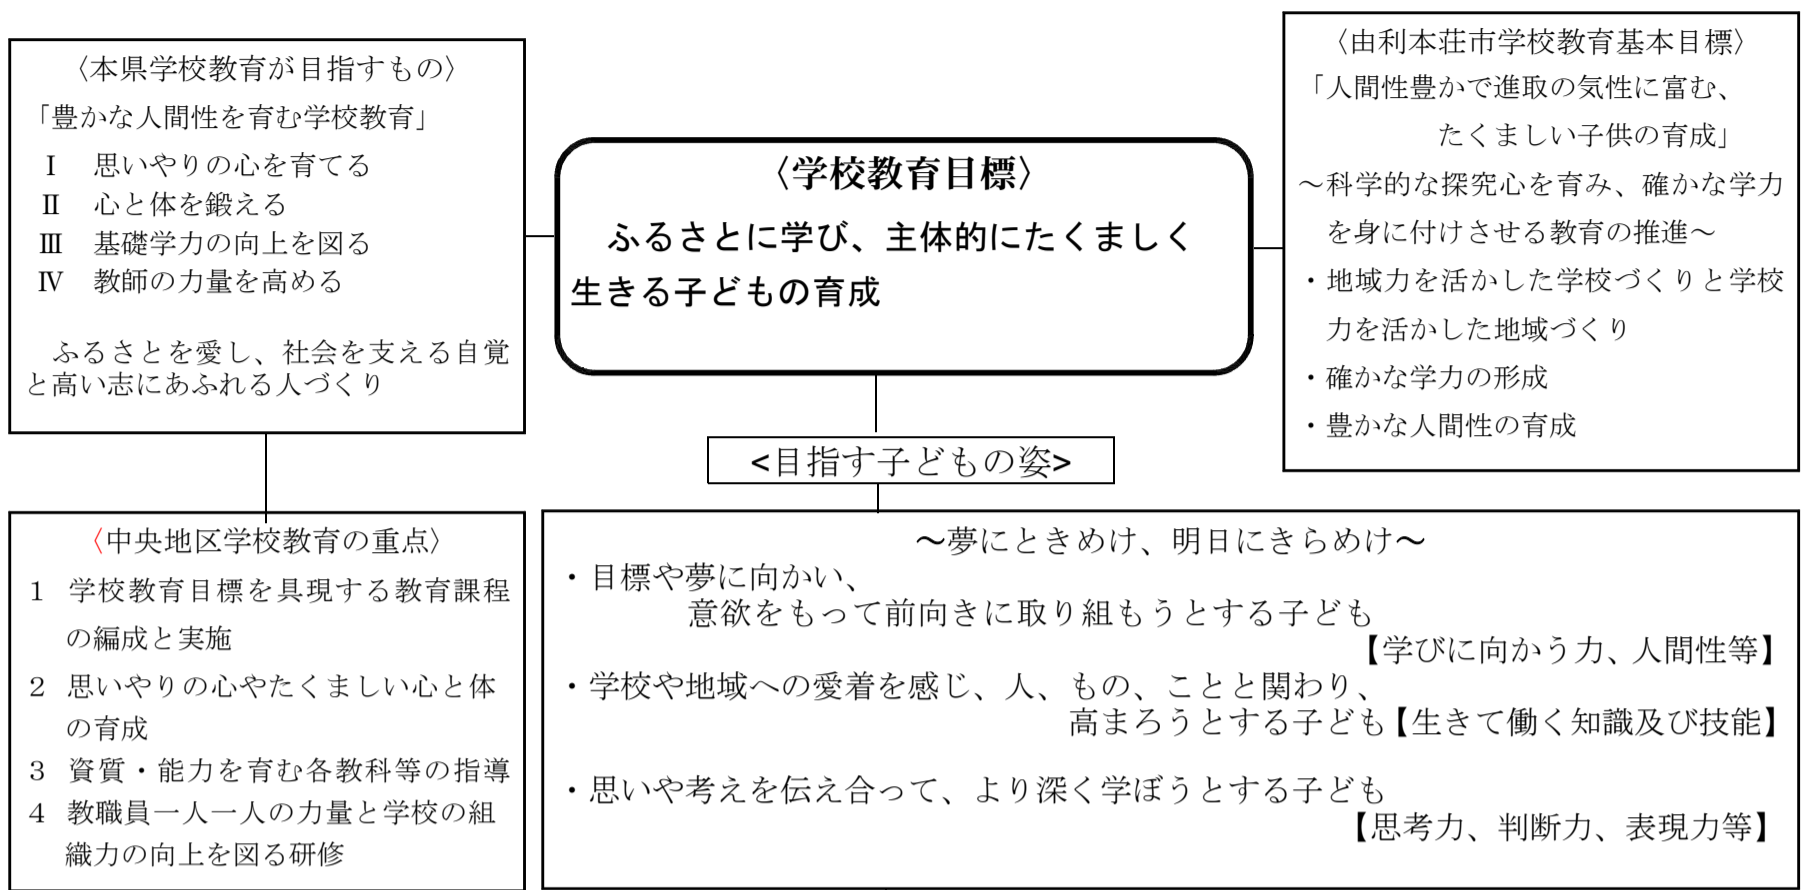 〈本県学校教育が目指すもの〉
「豊かな人間性を育む学校教育」
Ⅰ　思いやりの心を育てる
Ⅱ　心と体を鍛える
Ⅲ　基礎学力の向上を図る
Ⅳ　教師の力量を高める
ふるさとを愛し、社会を支える自覚
と高い志にあふれる人づくり
〈学校教育目標〉
ふるさとに学び、主体的にたくましく
生きる子どもの育成
〈由利本荘市学校教育基本目標〉
「人間性豊かで進取の気性に富む、
たくましい子供の育成」
～科学的な探究心を育み、確かな学力
を身に付けさせる教育の推進～
・地域力を活かした学校づくりと学校
力を活かした地域づくり
・確かな学力の形成
・豊かな人間性の育成
<目指す子どもの姿>
〈中央地区学校教育の重点〉
1　学校教育目標を具現する教育課程
の編成と実施
2　思いやりの心やたくましい心と体
の育成
3　資質・能力を育む各教科等の指導
4　教職員一人一人の力量と学校の組
織力の向上を図る研修
～夢にときめけ、明日にきらめけ～
・目標や夢に向かい、
意欲をもって前向きに取り組もうとする子ども
【学びに向かう力、人間性等】
・学校や地域への愛着を感じ、人、もの、ことと関わり、
高まろうとする子ども【生きて働く知識及び技能】
・思いや考えを伝え合って、より深く学ぼうとする子ども
【思考力、判断力、表現力等】